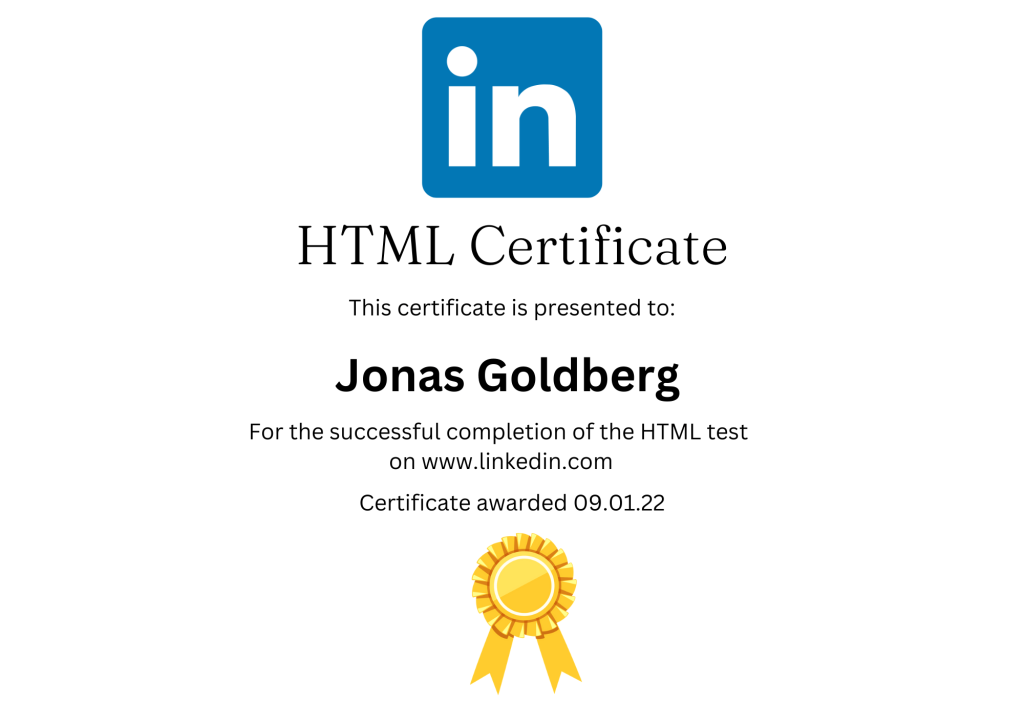 in
HTML Certificate
This certificate is presented to:
Jonas Goldberg
For the successful completion of the HTML test
on www.linkedin.com
Certificate awarded 09.01.22